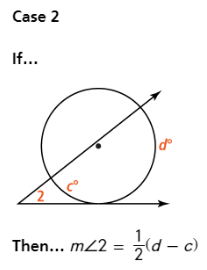 Case 2
If...
d°
c°
2
Then... m∠2 = 1/2(d − c)